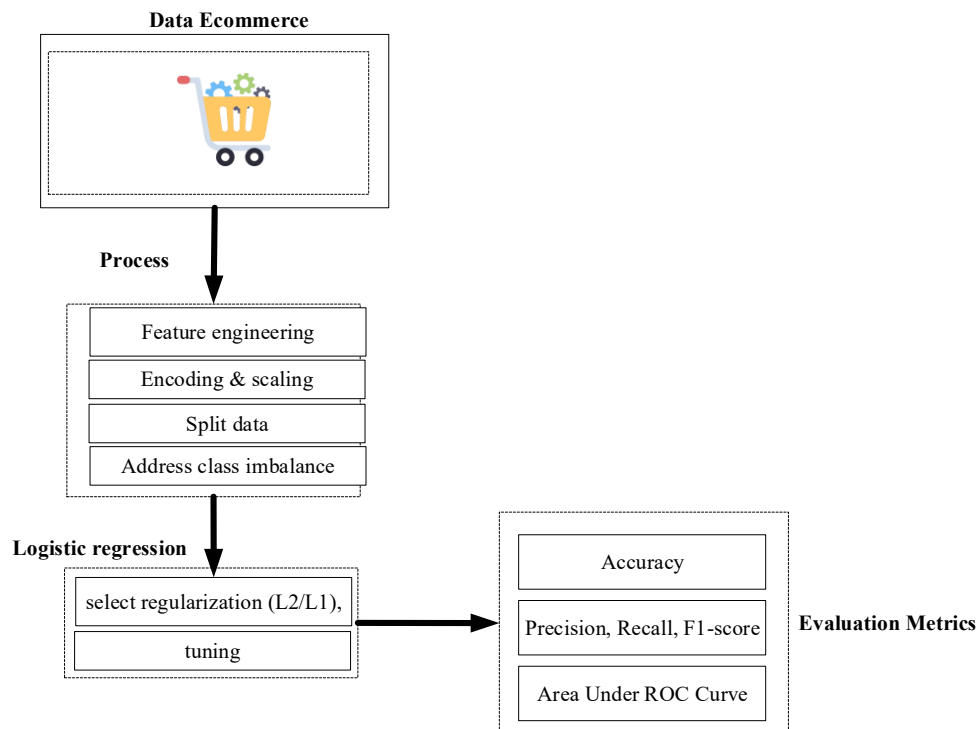 Data Ecommerce
Process
Feature engineering
Encoding & scaling
Split data
Address class imbalance
Logistic regression
select regularization (L2/L1),
tuning
Accuracy
Precision, Recall, F1-score
Area Under ROC Curve
Evaluation Metrics